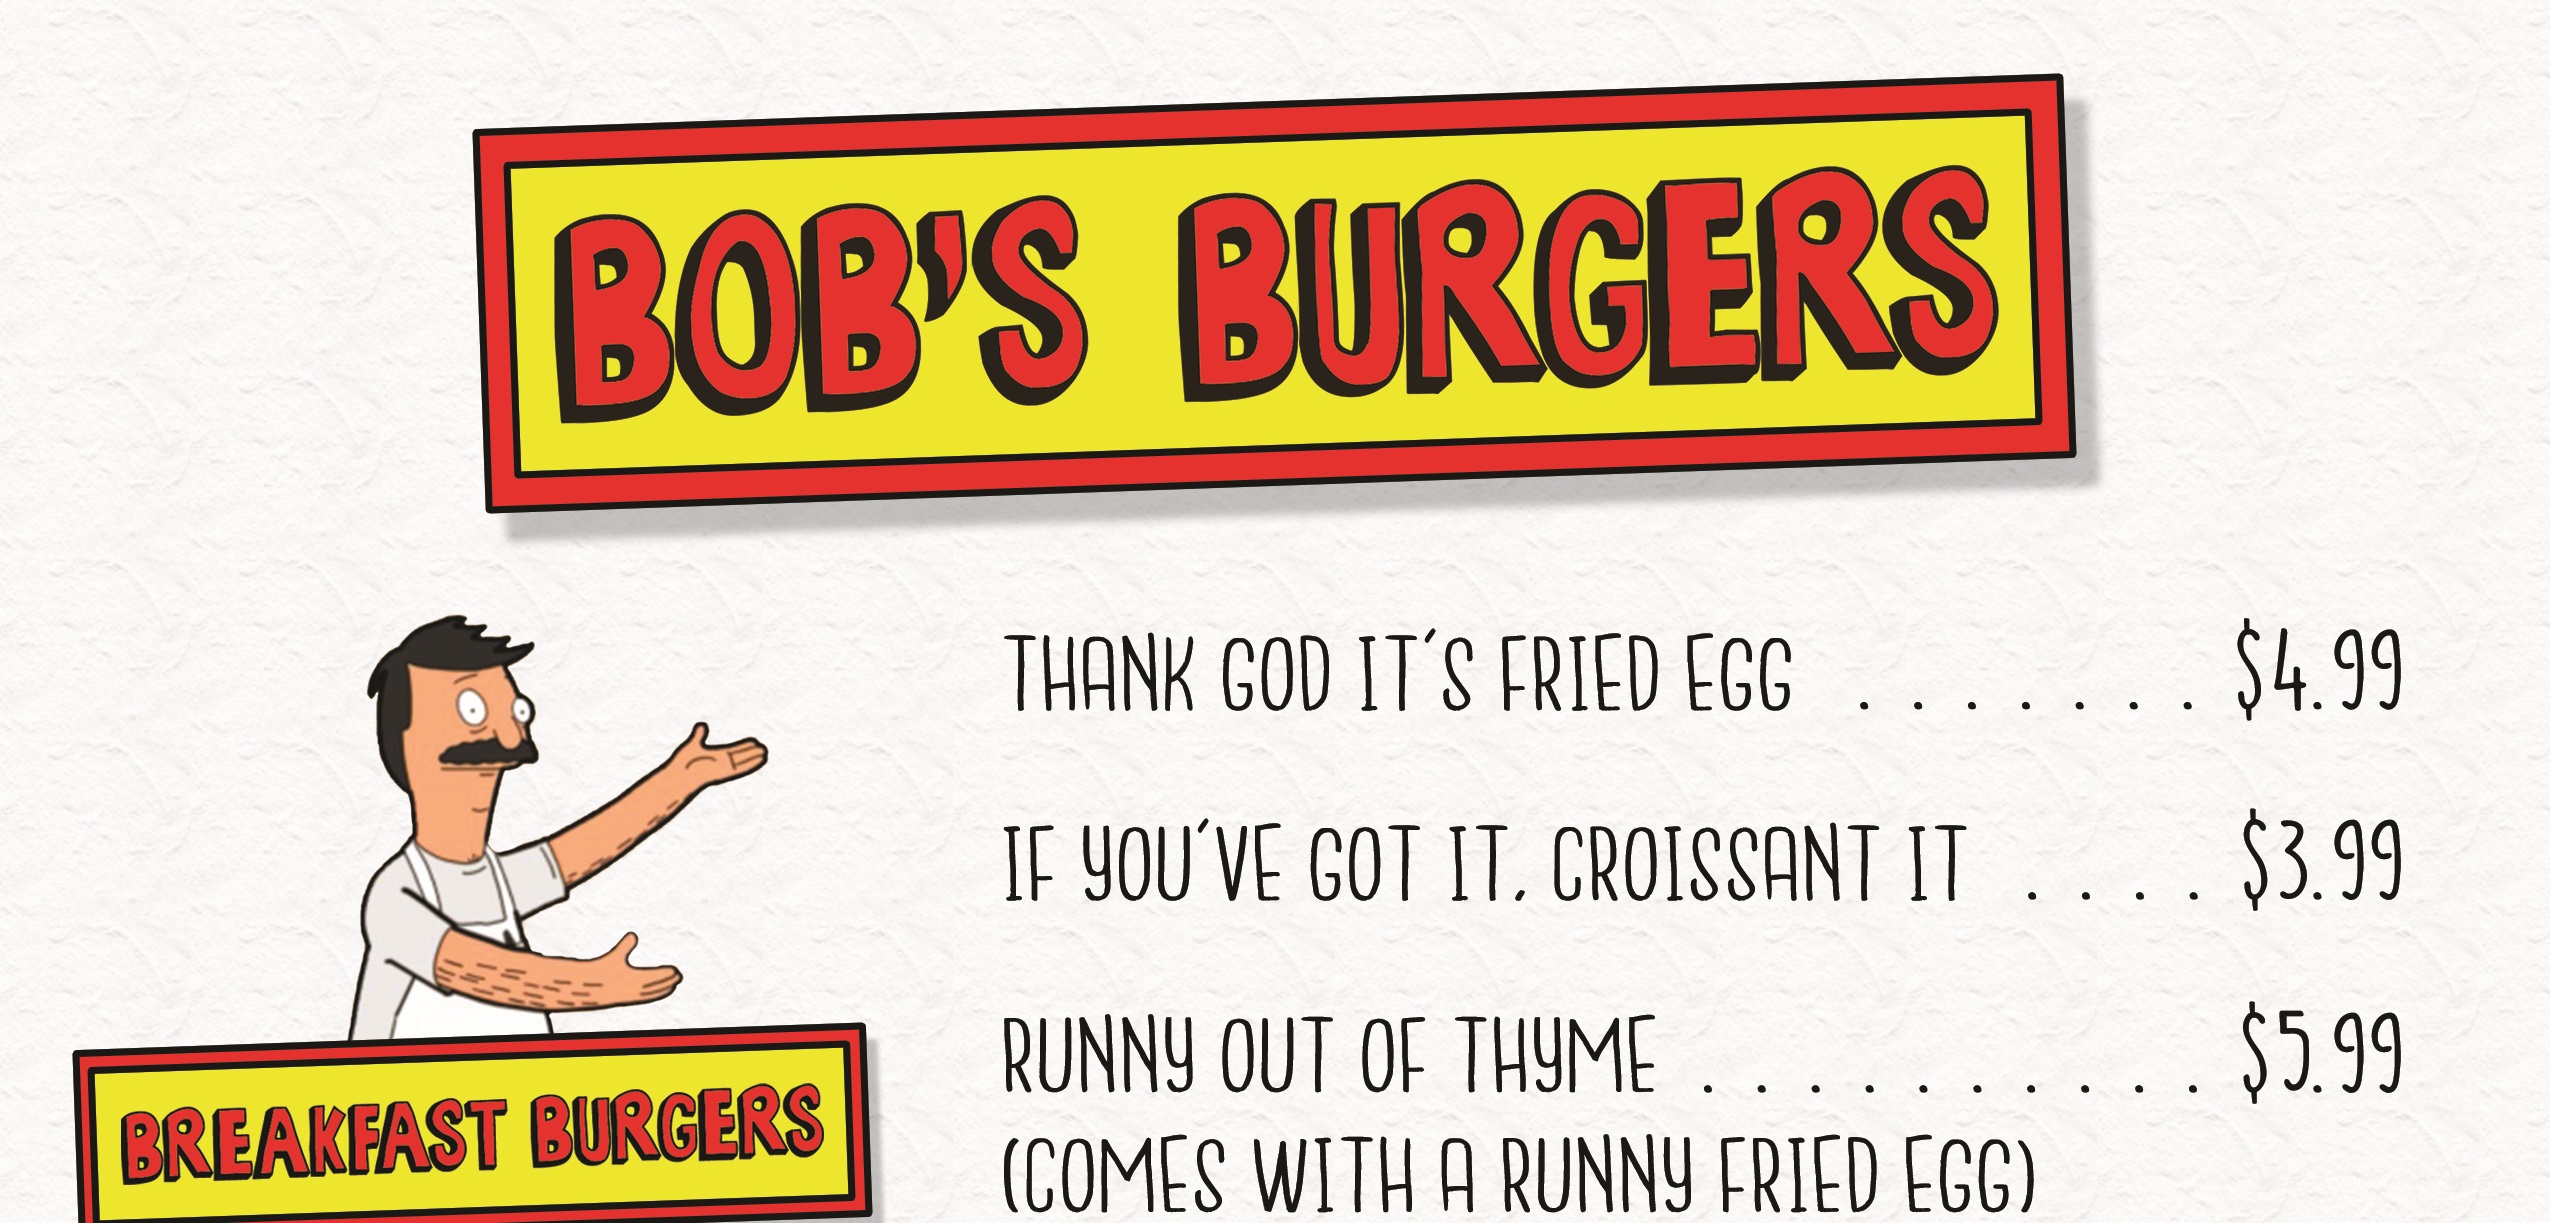 BOB'S BURGERS
THANK GOD IT'S FRIED EGG . . . . . . . $4.99
IF YOU'VE GOT IT, CROISSANT IT . . . . $3.99
RUNNY OUT OF THYME . . . . . . . . . . $5.99
(COMES WITH A RUNNY FRIED EGG)
BREAKFAST BURGERS